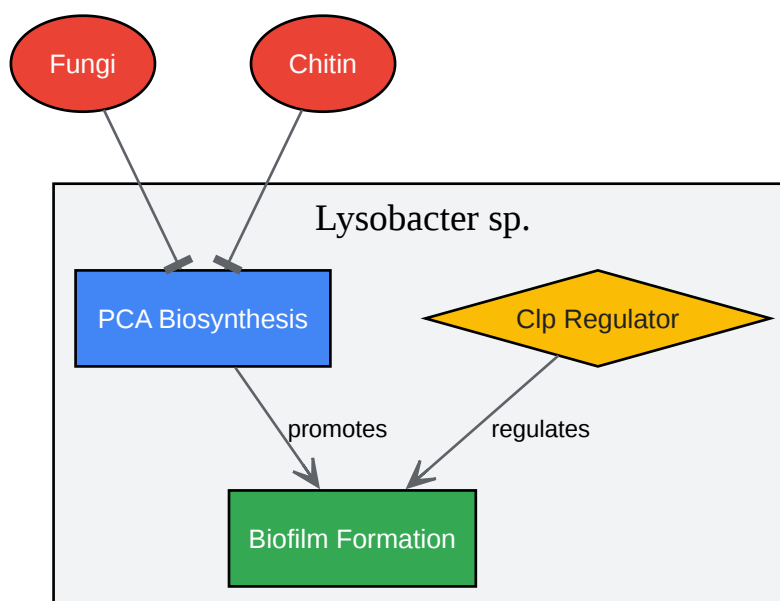 Fungi
Chitin
Lysobacter sp.
PCA Biosynthesis
Clp Regulator
promotes
regulates
Biofilm Formation